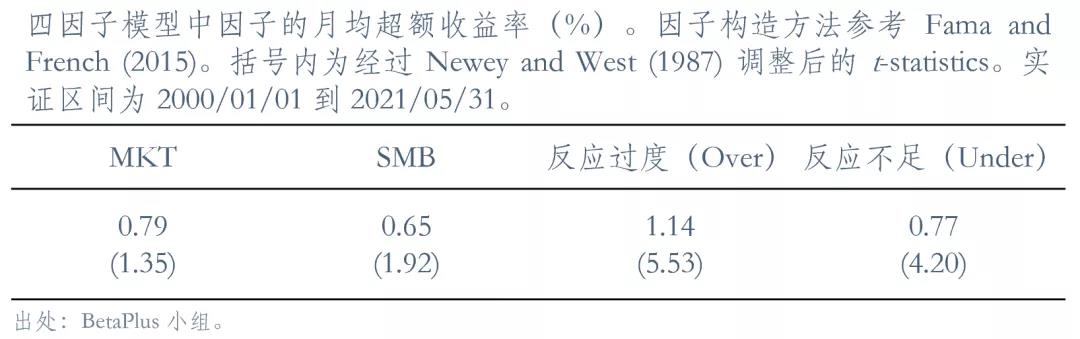 四因子模型中因子的月均超额收益率（%）。因子构造方法参考 Fama and
French (2015)。括号内为经过 Newey and West (1987) 调整后的 t-statistics。实
证区间为 2000/01/01 到 2021/05/31。
MKT SMB 反应过度（Over） 反应不足（Under）
0.79 0.65 1.14 0.77
(1.35) (1.92) (5.53) (4.20)
出处：BetaPlus 小组。